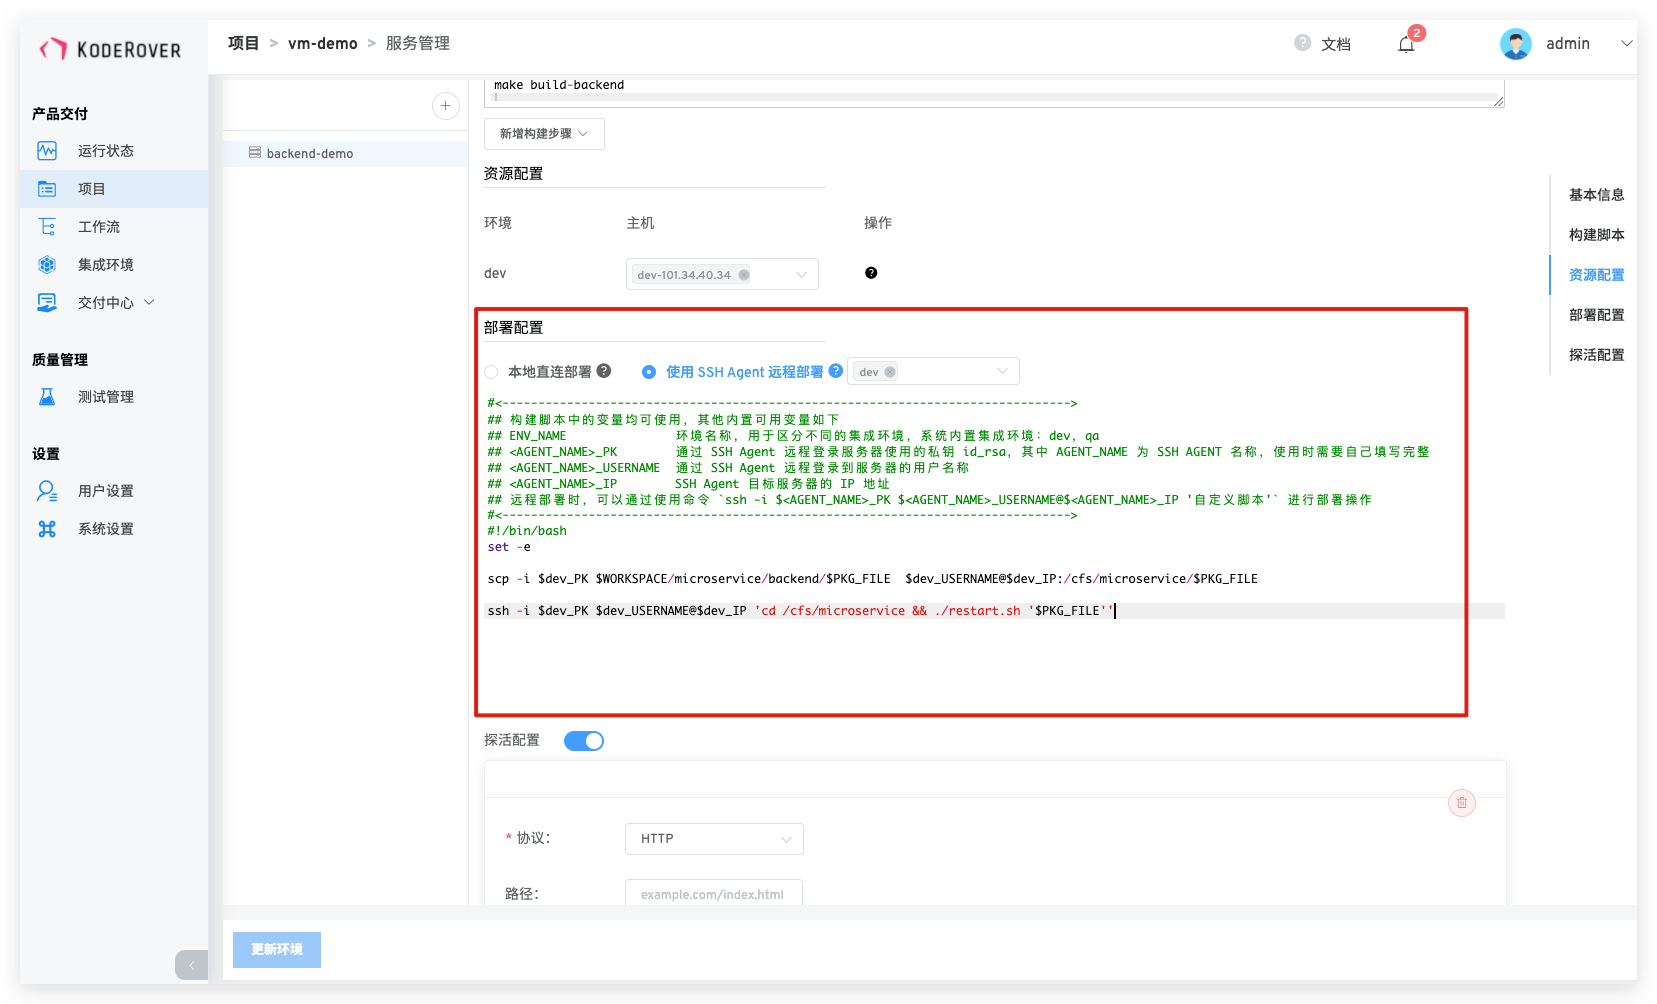 KODEROVER
项目 > vm-demo > 服务管理
文档
2
admin
产品交付
运行状态
项目
工作流
集成环境
交付中心
质量管理
测试管理
设置
用户设置
系统设置
backend-demo
make build-backend
新增构建步骤
资源配置
环境 主机 操作
dev dev-101.34.40.34
部署配置
本地直连部署 使用 SSH Agent 远程部署 dev
#<------------------------------------------------------------------------------->
## 构建脚本中的变量均可使用，其他内置可用变量如下
## ENV_NAME 环境名称，用于区分不同的集成环境，系统内置集成环境：dev，qa
## <AGENT_NAME>_PK 通过 SSH Agent 远程登录服务器使用的私钥 id_rsa，其中 AGENT_NAME 为 SSH AGENT 名称，使用时需要自己填写完整
## <AGENT_NAME>_USERNAME 通过 SSH Agent 远程登录到服务器的用户名称
## <AGENT_NAME>_IP SSH Agent 目标服务器的 IP 地址
## 远程部署时，可以通过使用命令 `ssh -i $<AGENT_NAME>_PK $<AGENT_NAME>_USERNAME@$<AGENT_NAME>_IP '自定义脚本'` 进行部署操作
#<------------------------------------------------------------------------------->
#!/bin/bash
set -e
scp -i $dev_PK $WORKSPACE/microservice/backend/$PKG_FILE $dev_USERNAME@$dev_IP:/cfs/microservice/$PKG_FILE
ssh -i $dev_PK $dev_USERNAME@$dev_IP 'cd /cfs/microservice && ./restart.sh '$PKG_FILE''
探活配置
* 协议： HTTP
路径： example.com/index.html
更新环境
基本信息
构建脚本
资源配置
部署配置
探活配置